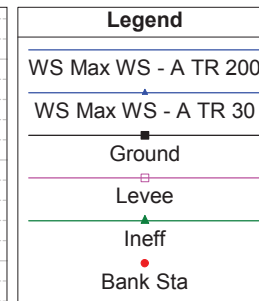 Legend
WS Max WS - A TR 200
WS Max WS - A TR 30
Ground
Levee
Ineff
Bank Sta